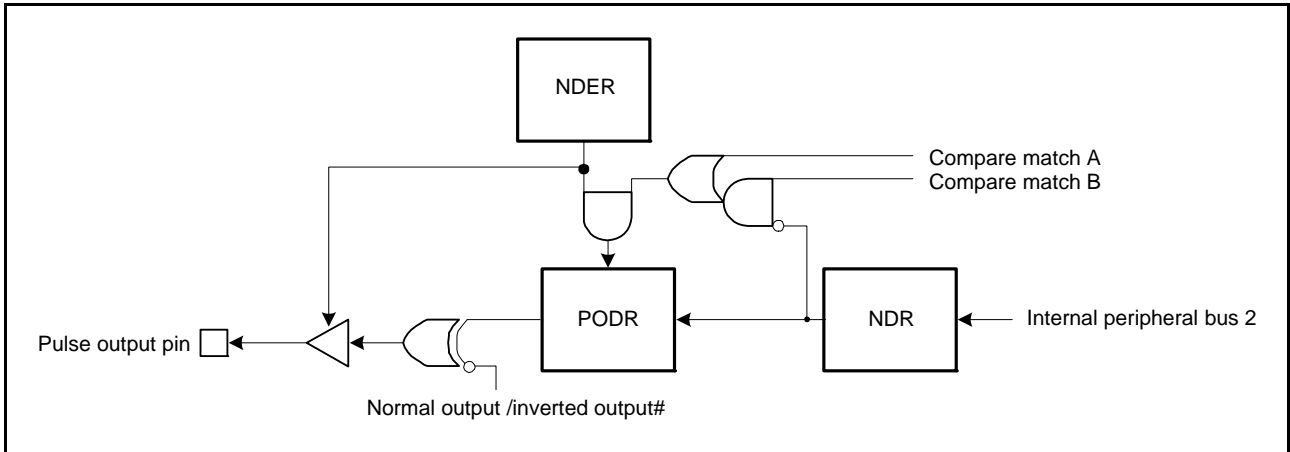 NDER
Compare match A
Compare match B
PODR
NDR
Internal peripheral bus 2
Pulse output pin
Normal output /inverted output#